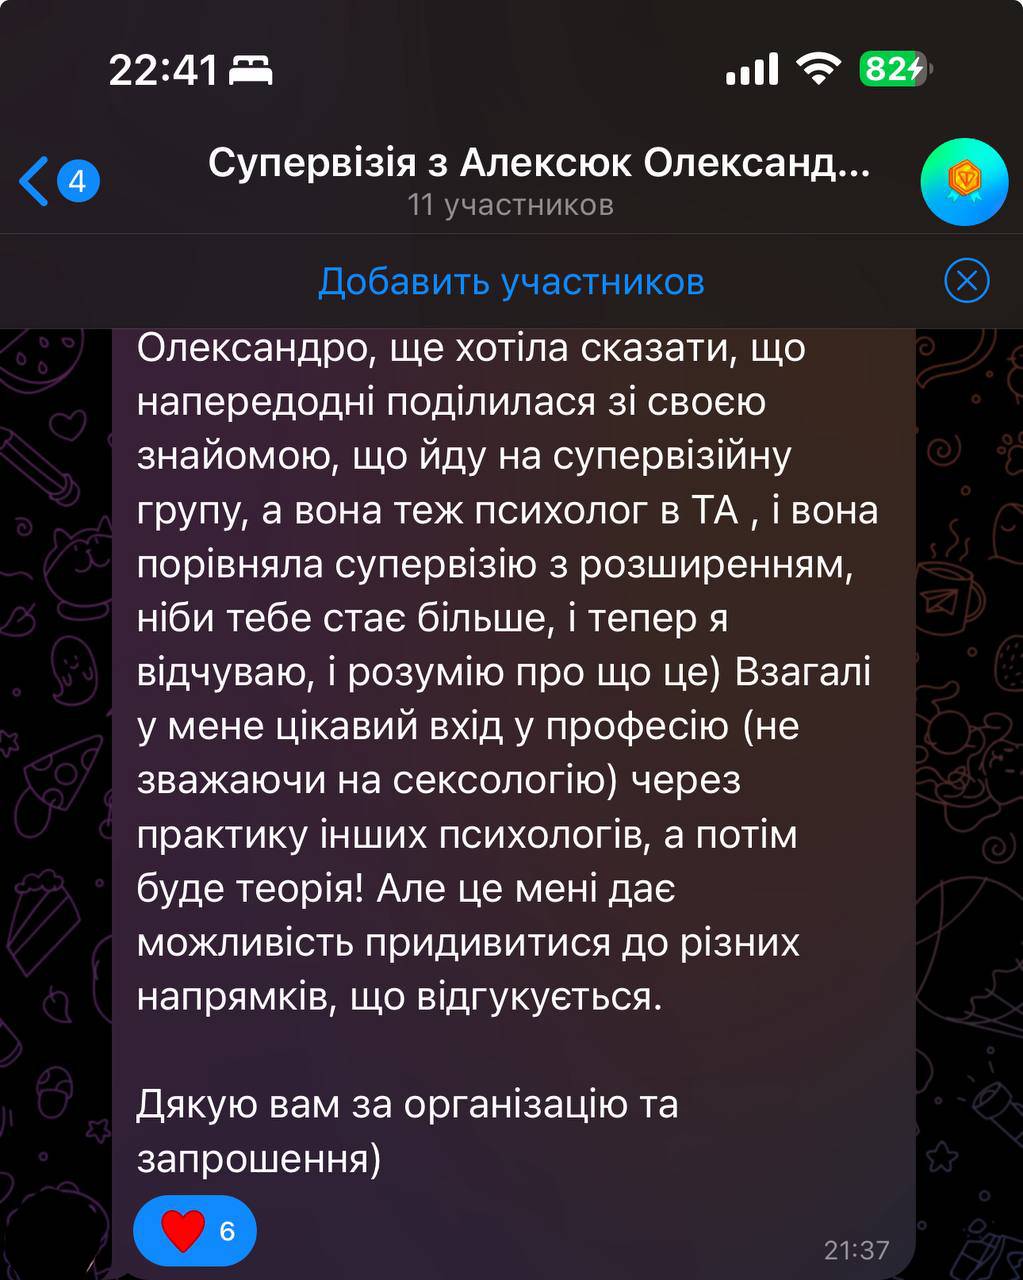 22:41
82
4
Супервізія з Алексюк Олександ...
11 участников
Добавить участников
Олександро, ще хотіла сказати, що
напередодні поділилася зі своєю
знайомою, що йду на супервізійну
групу, а вона теж психолог в ТА , і вона
порівняла супервізію з розширенням,
ніби тебе стає більше, і тепер я
відчуваю, і розумію про що це) Взагалі
у мене цікавий вхід у професію (не
зважаючи на сексологію) через
практику інших психологів, а потім
буде теорія! Але це мені дає
можливість придивитися до різних
напрямків, що відгукується.
Дякую вам за організацію та
запрошення)
6
21:37